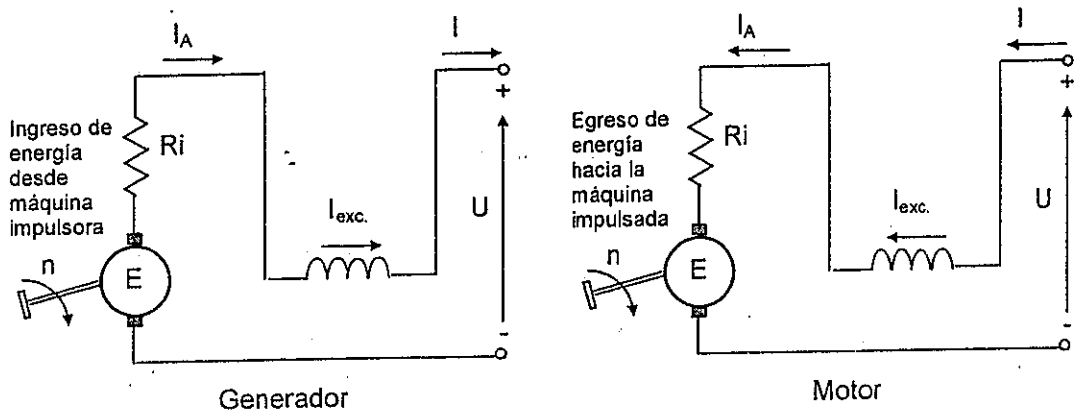 I_A
I
Ingreso de
energía
desde
máquina
impulsora
Ri
+
U
I_exc.
n
E
-
Generador
I_A
I
Egreso de
energía
hacia la
máquina
impulsada
Ri
+
U
I_exc.
n
E
-
Motor